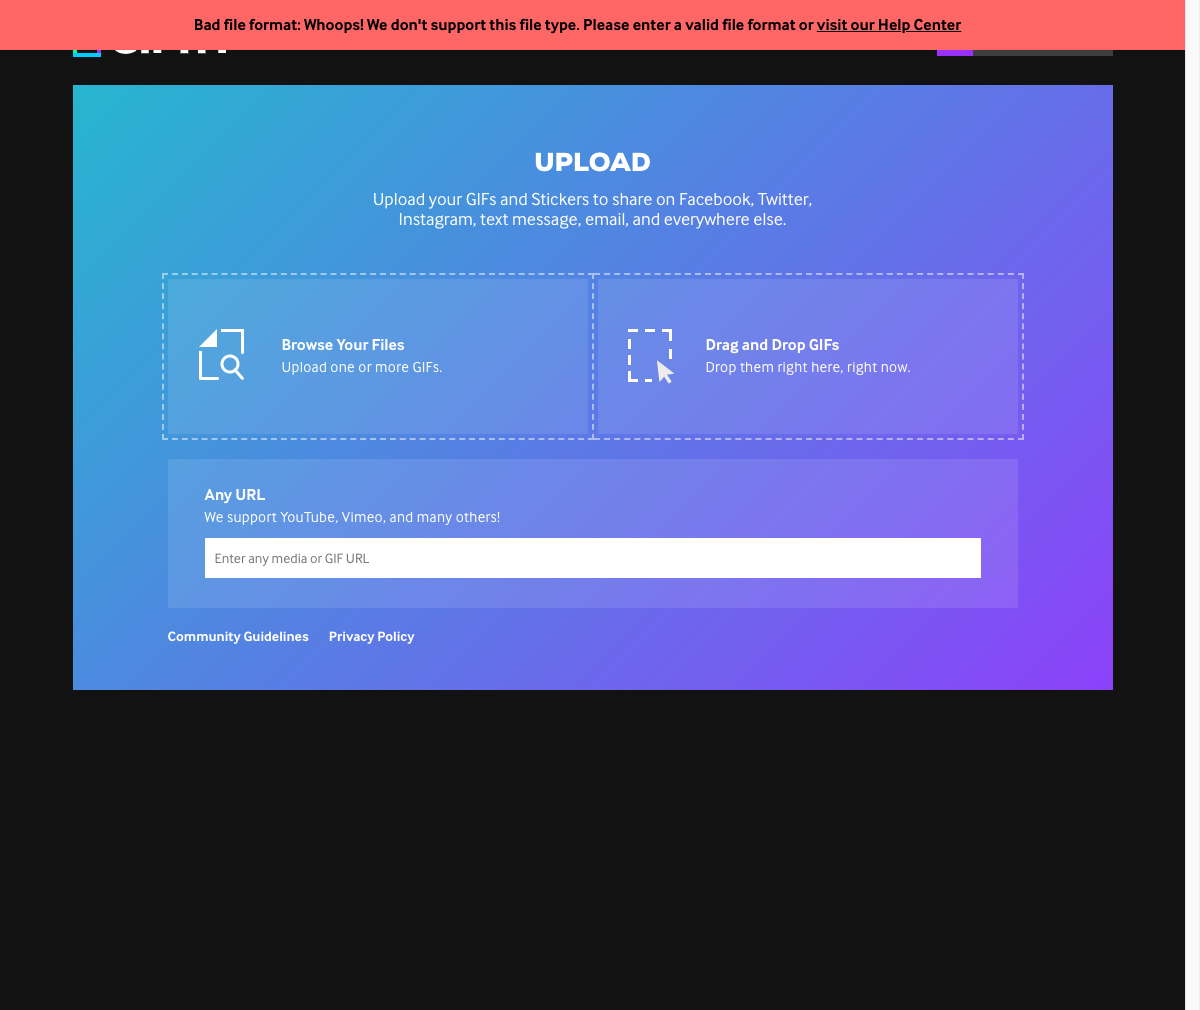 Bad file format: Whoops! We don't support this file type. Please enter a valid file format or visit our Help Center
UPLOAD
Upload your GIFs and Stickers to share on Facebook, Twitter,
Instagram, text message, email, and everywhere else.
Browse Your Files
Upload one or more GIFs.
Drag and Drop GIFs
Drop them right here, right now.
Any URL
We support YouTube, Vimeo, and many others!
Enter any media or GIF URL
Community Guidelines
Privacy Policy